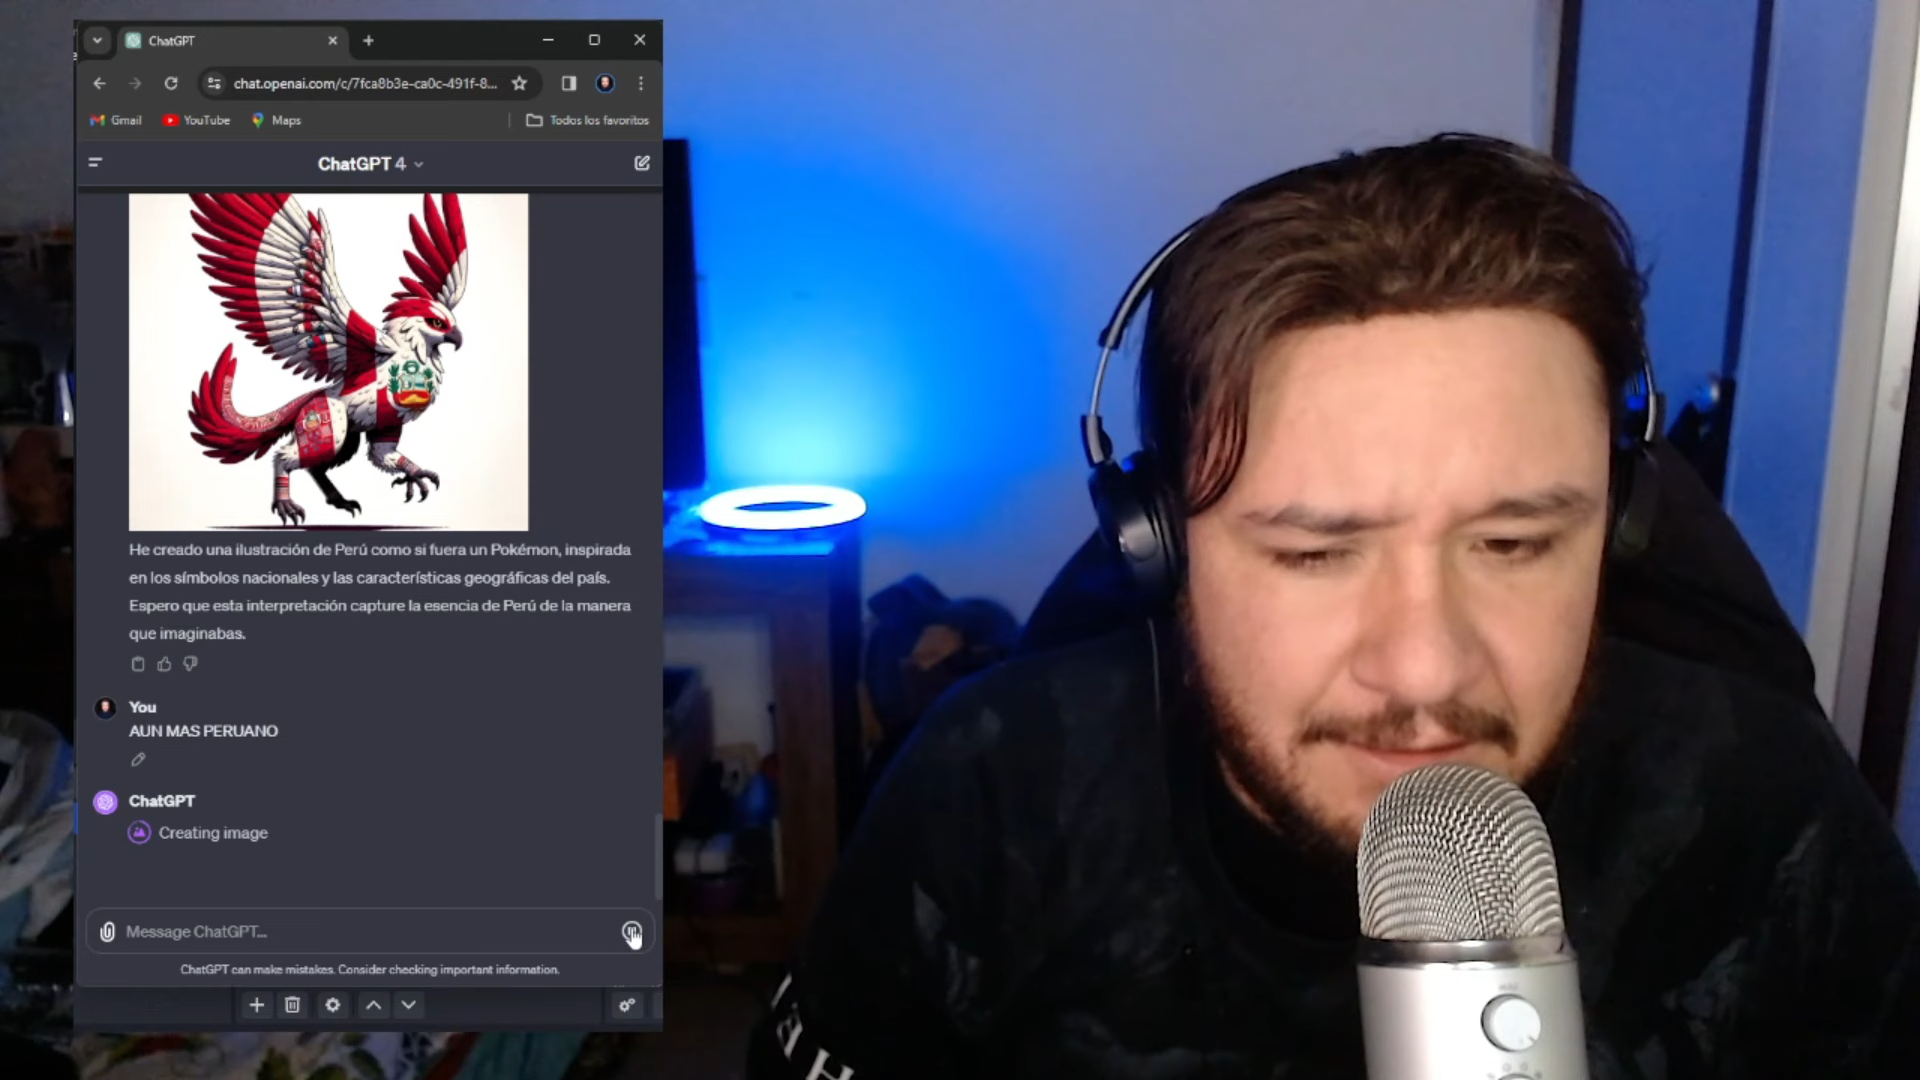 ChatGPT
chat.openai.com/c/7fca8b3e-ca0c-491f-8...
Gmail
YouTube
Maps
Todos los favoritos
ChatGPT 4
He creado una ilustración de Perú como si fuera un Pokémon, inspirada
en los símbolos nacionales y las características geográficas del país.
Espero que esta interpretación capture la esencia de Perú de la manera
que imaginabas.
You
AUN MAS PERUANO
ChatGPT
Creating image
Message ChatGPT...
ChatGPT can make mistakes. Consider checking important information.